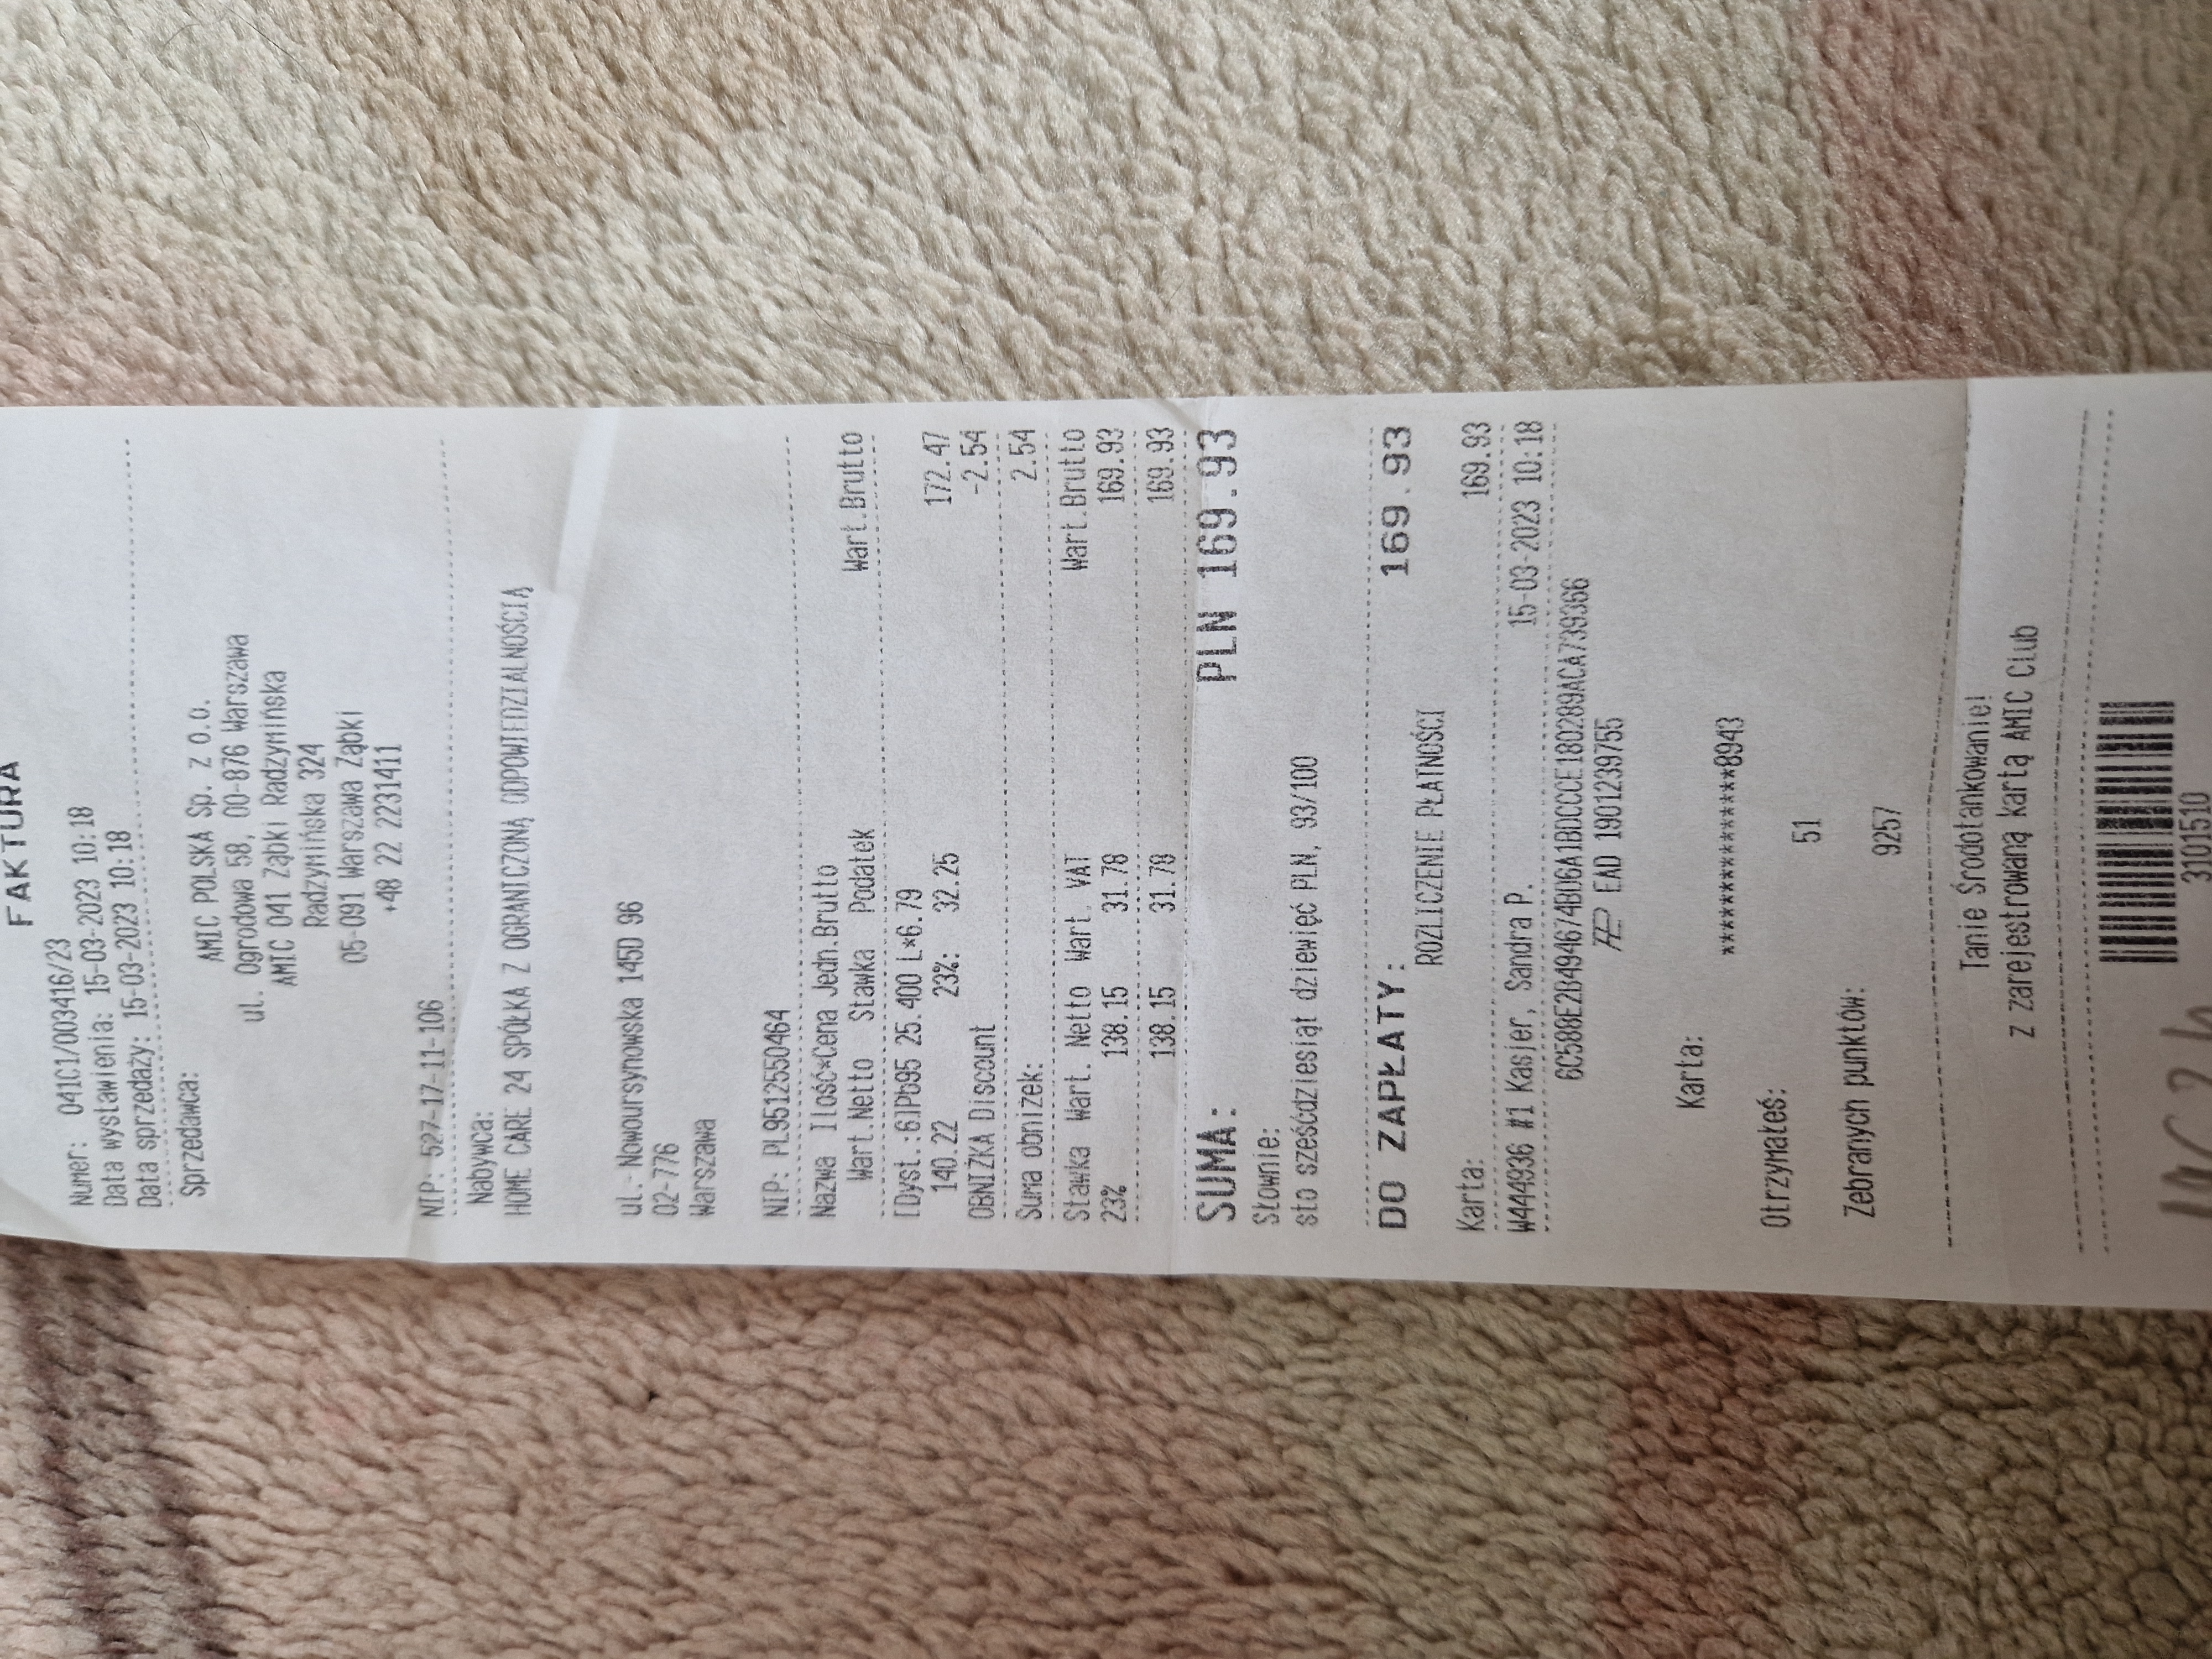 FAKTURA
Numer: 041C1/003416/23
Data wystawienia: 15-03-2023 10:18
Data sprzedaży: 15-03-2023 10:18
Sprzedawca:
AMIC POLSKA Sp. z o.o.
ul. Ogrodowa 58, 00-876 Warszawa
AMIC 041 Ząbki Radzymińska
Radzymińska 324
05-091 Warszawa Ząbki
+48 22 2231411
NIP: 527-17-11-106
Nabywca:
HOME CARE 24 SPÓŁKA Z OGRANICZONĄ ODPOWIEDZIALNOŚCIĄ
ul. Nowoursynowska 145D 96
02-776
Warszawa
NIP: PL9512550464
Nazwa Ilość*Cena Jedn.Brutto
Wart.Netto Stawka Podatek Wart.Brutto
[Dyst.:6]Pb95 25.400 L*6.79
140.22 23%: 32.25 172.47
OBNIŻKA Discount -2.54
Suma obniżek: 2.54
Stawka Wart. Netto Wart. VAT Wart.Brutto
23% 138.15 31.78 169.93
138.15 31.78 169.93
SUMA: PLN 169.93
Słownie:
sto sześćdziesiąt dziewięć PLN, 93/100
DO ZAPŁATY: 169.93
ROZLICZENIE PŁATNOŚCI
Karta: 169.93
W444936 #1 Kasjer, Sandra P. 15-03-2023 10:18
6C588E2B494674BD6A1BDCCCE180289ACA739366
EAD 1901239755
Karta:
***************8943
Otrzymałeś:
51
Zebranych punktów:
9257
Tanie Środotankowanie!
z zarejestrowaną kartą AMIC Club
3101510